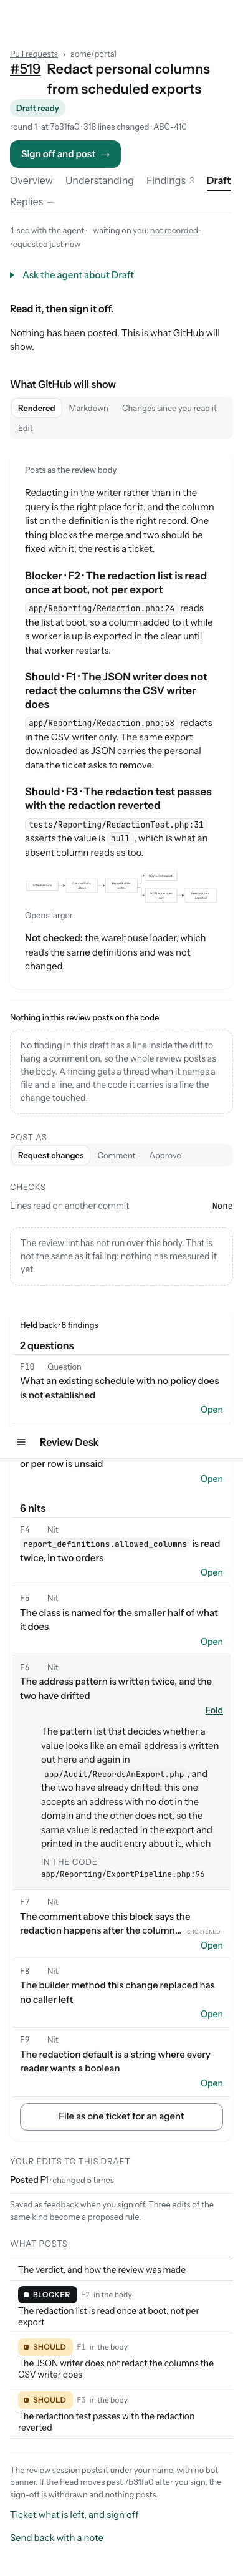 Pull requests › acme/portal
#519 Redact personal columns
from scheduled exports
Draft ready
round 1 · at 7b31fa0 · 318 lines changed · ABC-410
Sign off and post →
Overview Understanding Findings 3 Draft
Replies —
1 sec with the agent · waiting on you: not recorded ·
requested just now
Ask the agent about Draft
Read it, then sign it off.
Nothing has been posted. This is what GitHub will
show.
What GitHub will show
Rendered Markdown Changes since you read it
Edit
Posts as the review body
Redacting in the writer rather than in the
query is the right place for it, and the column
list on the definition is the right record. One
thing blocks the merge and two should be
fixed with it; the rest is a ticket.
Blocker · F2 · The redaction list is read
once at boot, not per export
app/Reporting/Redaction.php:24 reads
the list at boot, so a column added to it while
a worker is up is exported in the clear until
that worker restarts.
Should · F1 · The JSON writer does not
redact the columns the CSV writer
does
app/Reporting/Redaction.php:58 redacts
in the CSV writer only. The same export
downloaded as JSON carries the personal
data the ticket asks to remove.
Should · F3 · The redaction test passes
with the redaction reverted
tests/Reporting/RedactionTest.php:31
asserts the value is null, which is what an
absent column reads as too.
Opens larger
Not checked: the warehouse loader, which
reads the same definitions and was not
changed.
Nothing in this review posts on the code
No finding in this draft has a line inside the diff to
hang a comment on, so the whole review posts as
the body. A finding gets a thread when it names a
file and a line, and the code it carries is a line the
change touched.
POST AS
Request changes Comment Approve
CHECKS
Lines read on another commit None
The review lint has not run over this body. That is
not the same as it failing: nothing has measured it
yet.
Held back · 8 findings
2 questions
F10 Question
What an existing schedule with no policy does
is not established
Open
Review Desk
or per row is unsaid
Open
6 nits
F4 Nit
report_definitions.allowed_columns is read
twice, in two orders
Open
F5 Nit
The class is named for the smaller half of what
it does
Open
F6 Nit
The address pattern is written twice, and the
two have drifted
Fold
The pattern list that decides whether a
value looks like an email address is written
out here and again in
app/Audit/RecordsAnExport.php, and
the two have already drifted: this one
accepts an address with no dot in the
domain and the other does not, so the
same value is redacted in the export and
printed in the audit entry about it, which
IN THE CODE
app/Reporting/ExportPipeline.php:96
F7 Nit
The comment above this block says the
redaction happens after the column… SHORTENED
Open
F8 Nit
The builder method this change replaced has
no caller left
Open
F9 Nit
The redaction default is a string where every
reader wants a boolean
Open
File as one ticket for an agent
YOUR EDITS TO THIS DRAFT
Posted F1 · changed 5 times
Saved as feedback when you sign off. Three edits of the
same kind become a proposed rule.
WHAT POSTS
The verdict, and how the review was made
BLOCKER F2 in the body
The redaction list is read once at boot, not per
export
SHOULD F1 in the body
The JSON writer does not redact the columns the
CSV writer does
SHOULD F3 in the body
The redaction test passes with the redaction
reverted
The review session posts it under your name, with no bot
banner. If the head moves past 7b31fa0 after you sign, the
sign-off is withdrawn and nothing posts.
Ticket what is left, and sign off
Send back with a note